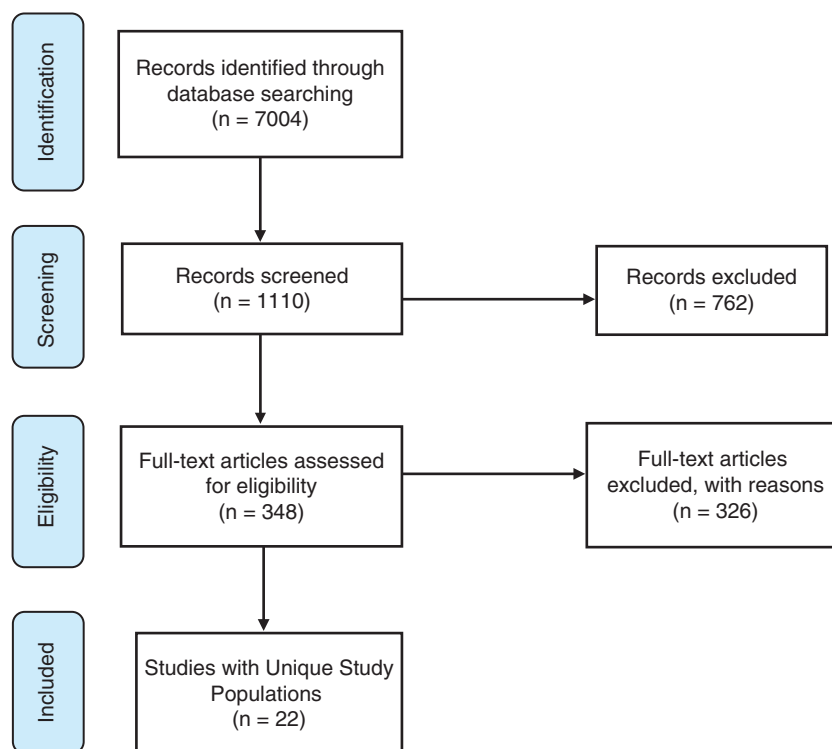 Identification
Records identified through
database searching
(n = 7004)
Screening
Records screened
(n = 1110)
Records excluded
(n = 762)
Eligibility
Full-text articles assessed
for eligibility
(n = 348)
Full-text articles
excluded, with reasons
(n = 326)
Included
Studies with Unique Study
Populations
(n = 22)